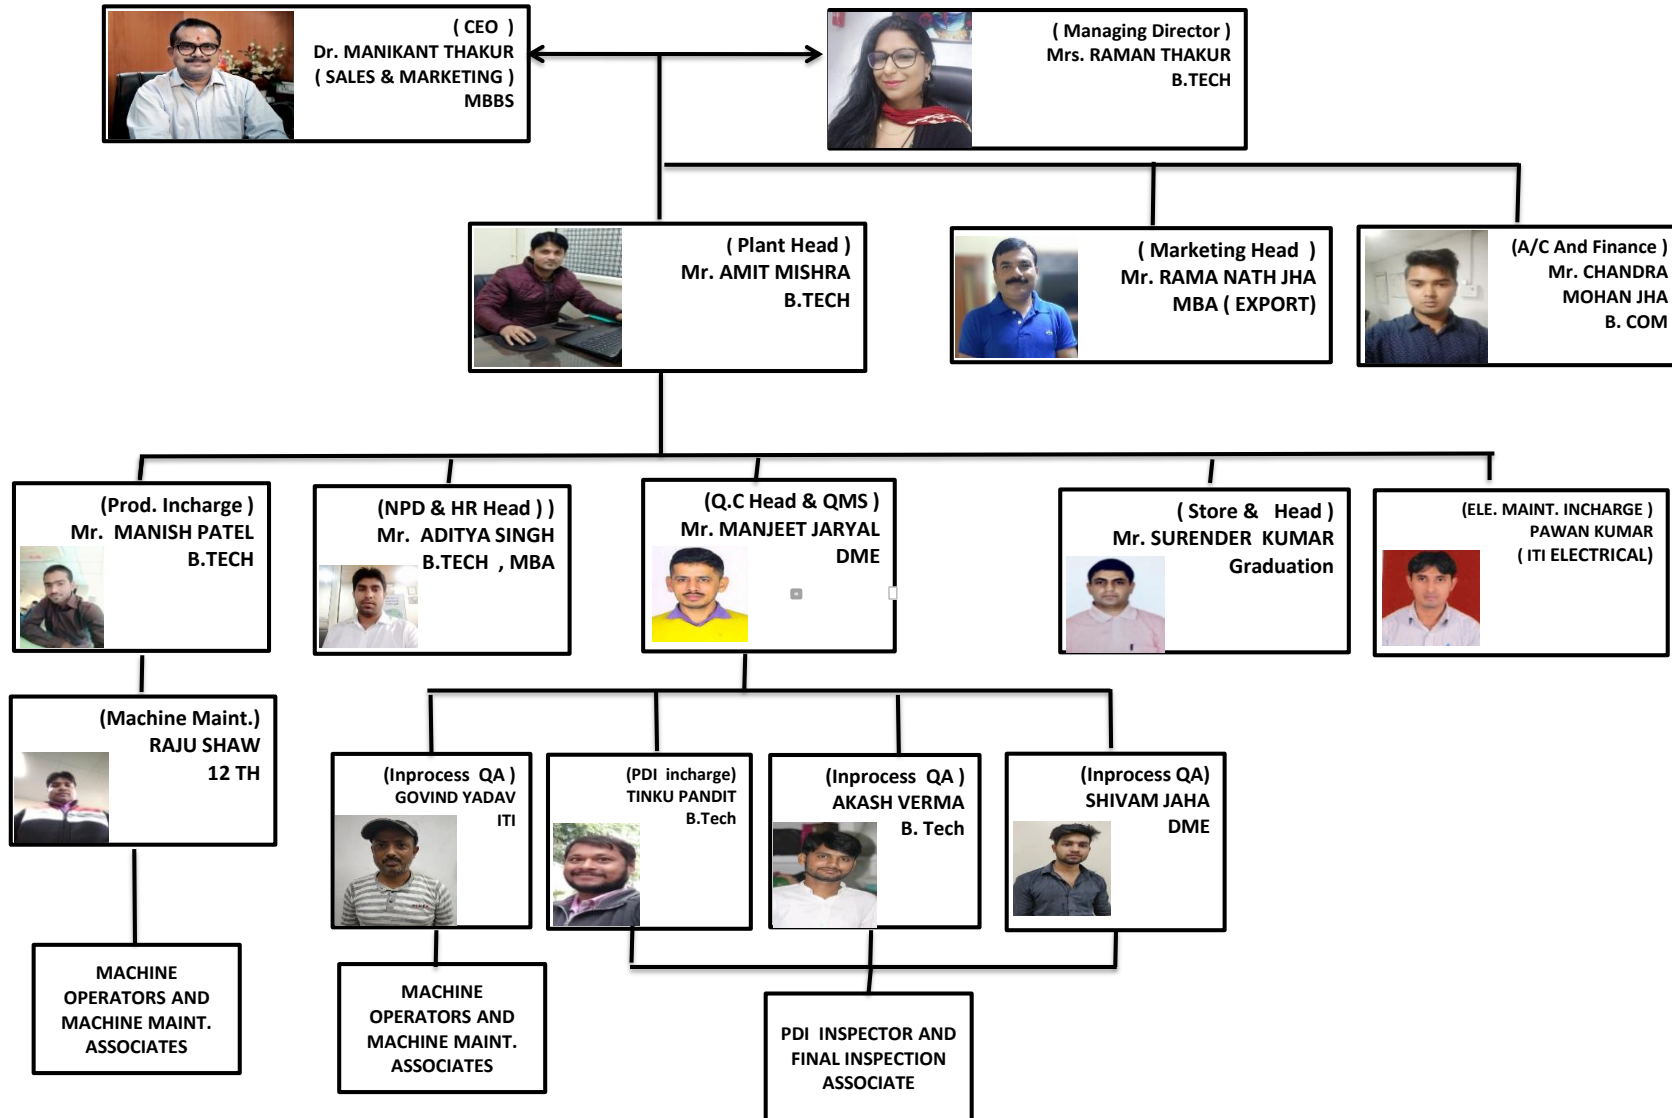 ( CEO )
Dr. MANIKANT THAKUR
( SALES & MARKETING )
MBBS
( Managing Director )
Mrs. RAMAN THAKUR
B.TECH
( Plant Head )
Mr. AMIT MISHRA
B.TECH
( Marketing Head )
Mr. RAMA NATH JHA
MBA ( EXPORT)
(A/C And Finance )
Mr. CHANDRA
MOHAN JHA
B. COM
(Prod. Incharge )
Mr. MANISH PATEL
B.TECH
(NPD & HR Head ) )
Mr. ADITYA SINGH
B.TECH , MBA
(Q.C Head & QMS )
Mr. MANJEET JARYAL
DME
( Store & Head )
Mr. SURENDER KUMAR
Graduation
(ELE. MAINT. INCHARGE )
PAWAN KUMAR
( ITI ELECTRICAL)
(Machine Maint.)
RAJU SHAW
12 TH
(Inprocess QA )
GOVIND YADAV
ITI
(PDI incharge)
TINKU PANDIT
B.Tech
(Inprocess QA )
AKASH VERMA
B. Tech
(Inprocess QA)
SHIVAM JAHA
DME
MACHINE
OPERATORS AND
MACHINE MAINT.
ASSOCIATES
MACHINE
OPERATORS AND
MACHINE MAINT.
ASSOCIATES
PDI INSPECTOR AND
FINAL INSPECTION
ASSOCIATE